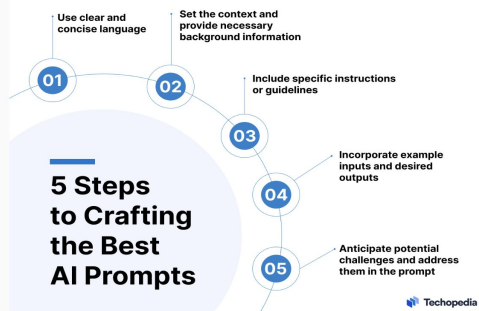 Use clear and
concise language
Set the context and
provide necessary
background information
01
02
Include specific instructions
or guidelines
03
Incorporate example
inputs and desired
outputs
04
5 Steps
to Crafting
the Best
AI Prompts
Anticipate potential
challenges and address
them in the prompt
05
Techopedia